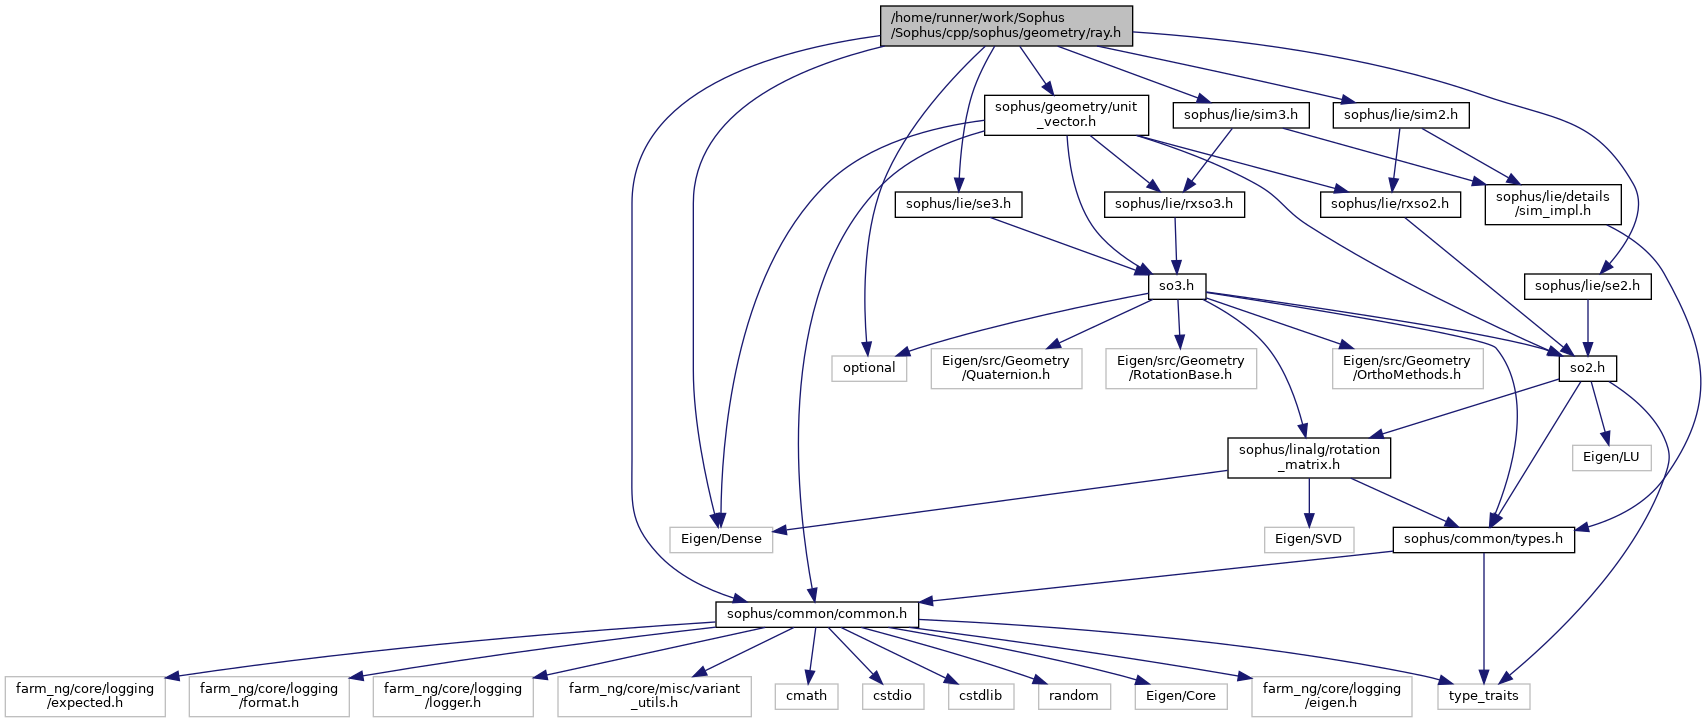 /home/runner/work/Sophus
/Sophus/cpp/sophus/geometry/ray.h
sophus/geometry/unit
_vector.h
sophus/lie/sim3.h
sophus/lie/sim2.h
sophus/lie/se3.h
sophus/lie/rxso3.h
sophus/lie/rxso2.h
sophus/lie/details
/sim_impl.h
so3.h
sophus/lie/se2.h
optional
Eigen/src/Geometry
/Quaternion.h
Eigen/src/Geometry
/RotationBase.h
Eigen/src/Geometry
/OrthoMethods.h
so2.h
sophus/linalg/rotation
_matrix.h
Eigen/LU
Eigen/Dense
Eigen/SVD
sophus/common/types.h
sophus/common/common.h
farm_ng/core/logging
/expected.h
farm_ng/core/logging
/format.h
farm_ng/core/logging
/logger.h
farm_ng/core/misc/variant
_utils.h
cmath
cstdio
cstdlib
random
Eigen/Core
farm_ng/core/logging
/eigen.h
type_traits